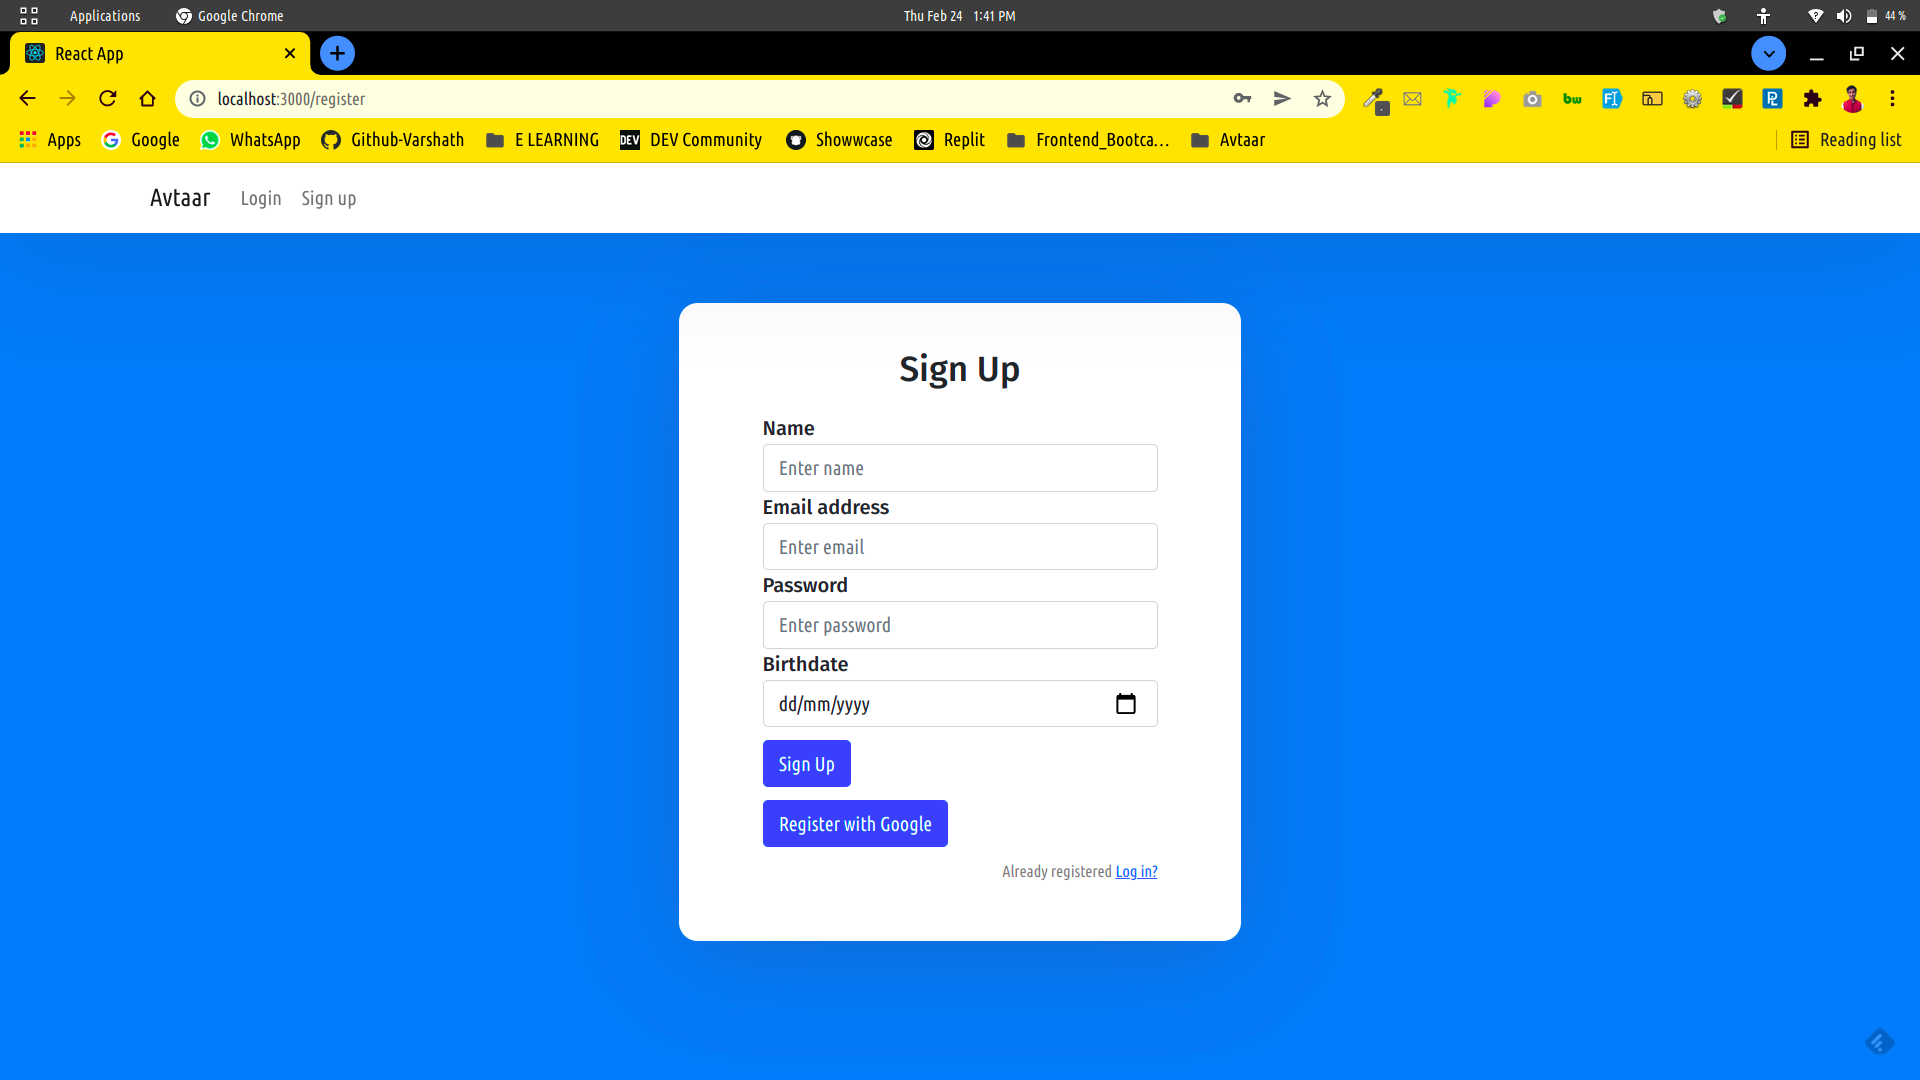 Applications Google Chrome Thu Feb 24 1:41 PM 44 %
React App
localhost:3000/register
Apps Google WhatsApp Github-Varshath E LEARNING DEV DEV Community Showwcase Replit Frontend_Bootca... Avtaar Reading list
Avtaar Login Sign up
Sign Up
Name
Enter name
Email address
Enter email
Password
Enter password
Birthdate
dd/mm/yyyy
Sign Up
Register with Google
Already registered Log in?